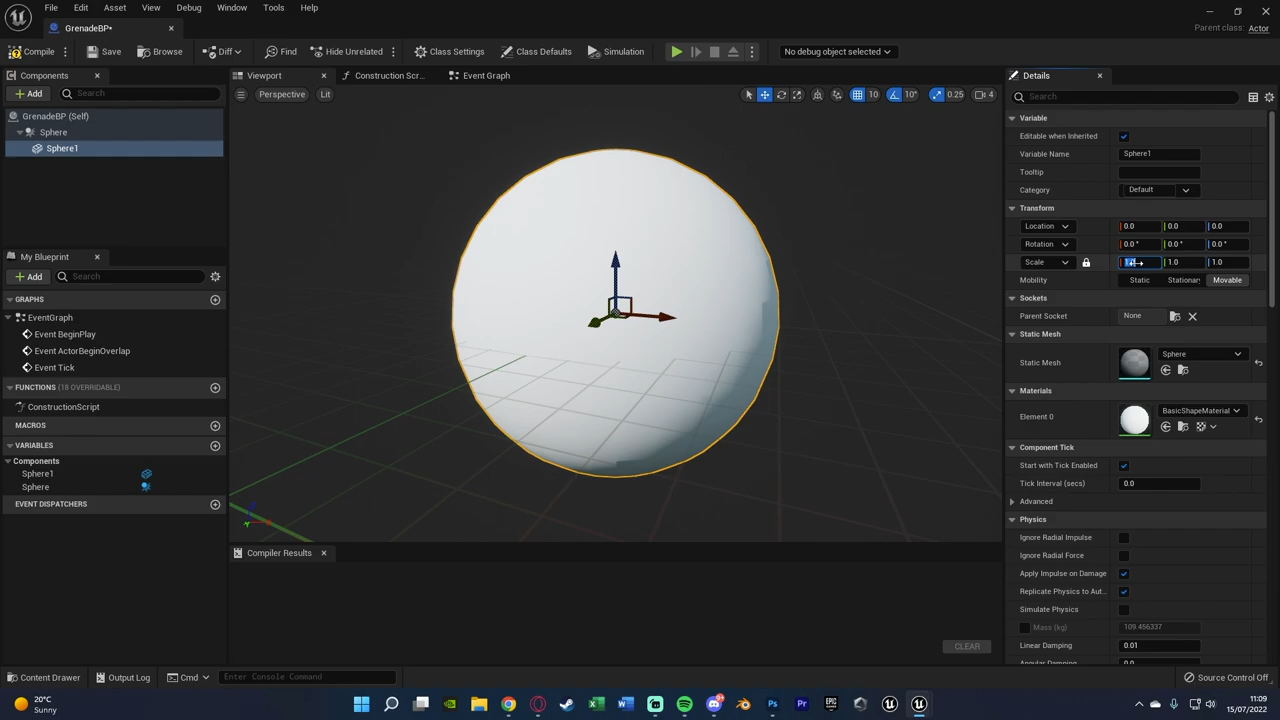 File Edit Asset View Debug Window Tools Help
GrenadeBP•
Parent class: Actor
Compile Save Browse Diff Find Hide Unrelated Class Settings Class Defaults Simulation No debug object selected
Components
Add Search
GrenadeBP (Self)
Sphere
Sphere1
My Blueprint
Add Search
GRAPHS
EventGraph
Event BeginPlay
Event ActorBeginOverlap
Event Tick
FUNCTIONS (18 OVERRIDABLE)
ConstructionScript
MACROS
VARIABLES
Components
Sphere1
Sphere
EVENT DISPATCHERS
Viewport Construction Scr... Event Graph
Perspective Lit 10 10° 0.25 4
Compiler Results
CLEAR
Details
Search
Variable
Editable when Inherited
Variable Name Sphere1
Tooltip
Category Default
Transform
Location 0.0 0.0 0.0
Rotation 0.0 ° 0.0 ° 0.0 °
Scale 1.0 1.0
Mobility Static Stationary Movable
Sockets
Parent Socket None
Static Mesh
Static Mesh Sphere
Materials
Element 0 BasicShapeMaterial
Component Tick
Start with Tick Enabled
Tick Interval (secs) 0.0
Advanced
Physics
Ignore Radial Impulse
Ignore Radial Force
Apply Impulse on Damage
Replicate Physics to Aut...
Simulate Physics
Mass (kg) 109.456337
Linear Damping 0.01
Angular Damping 0.0
Content Drawer Output Log Cmd Enter Console Command Source Control Off
20°C
Sunny
11:09
15/07/2022